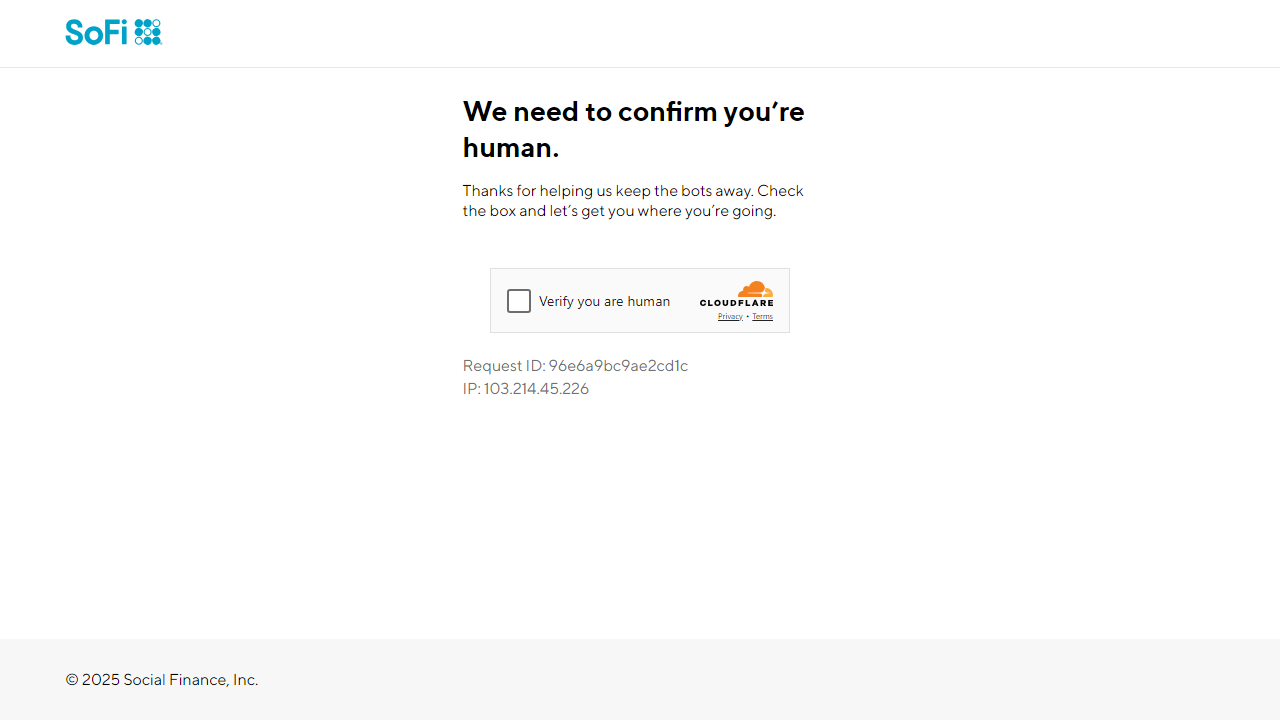 SoFi
We need to confirm you’re
human.
Thanks for helping us keep the bots away. Check
the box and let’s get you where you’re going.
Verify you are human
CLOUDFLARE
Privacy • Terms
Request ID: 96e6a9bc9ae2cd1c
IP: 103.214.45.226
© 2025 Social Finance, Inc.